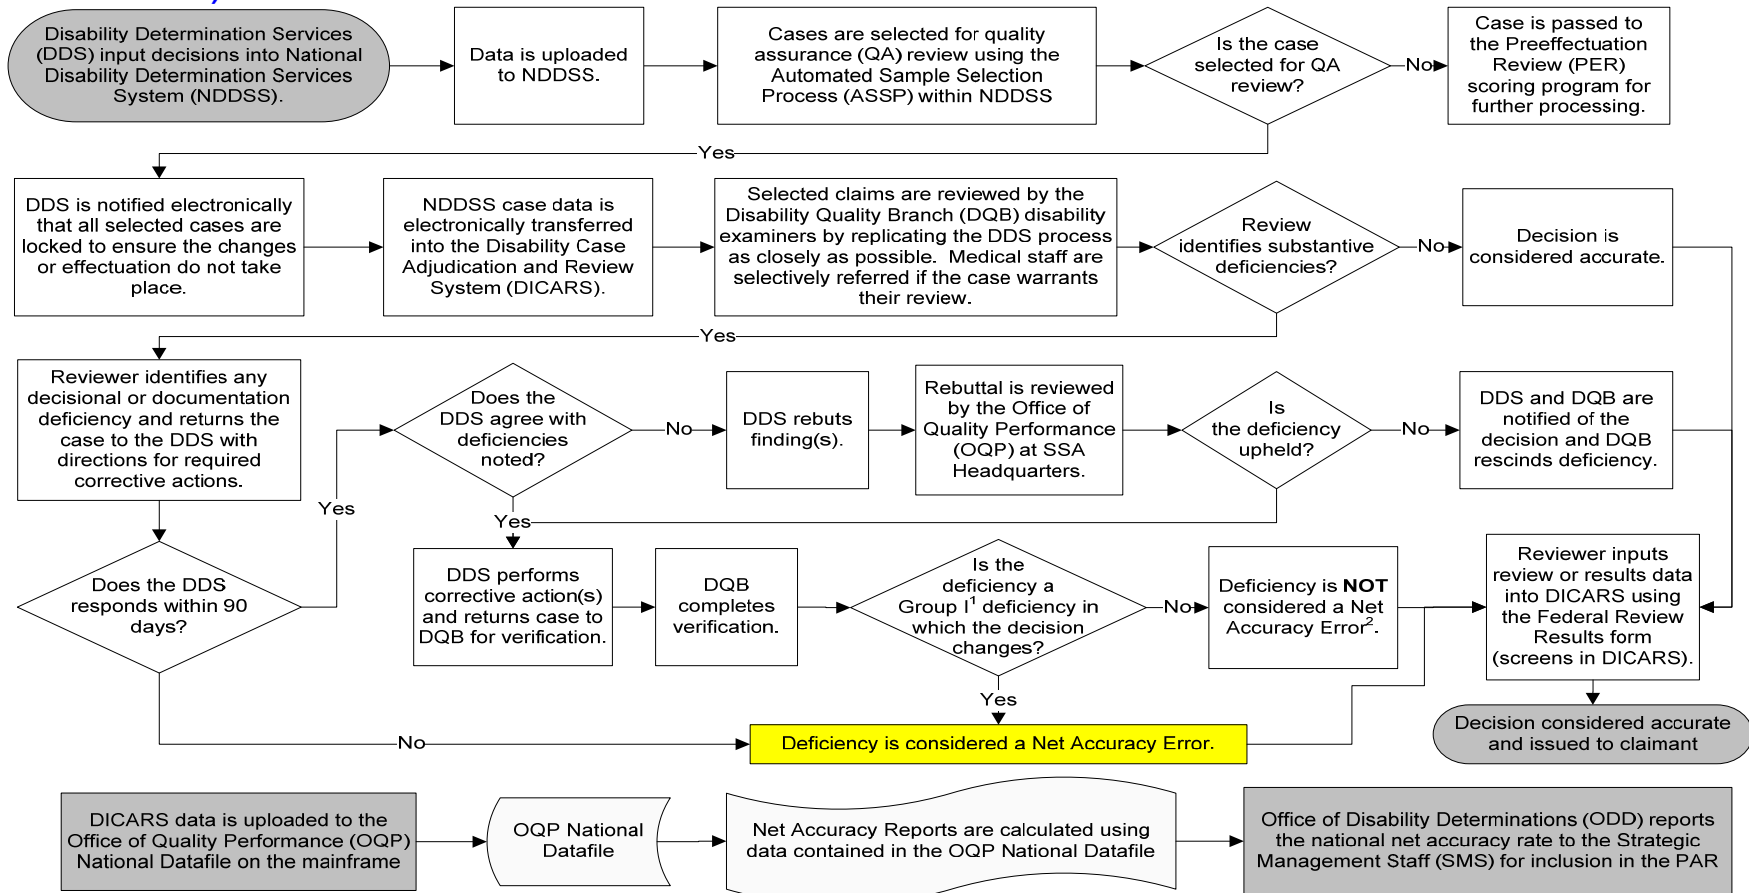 Disability Determination Services
(DDS) input decisions into National
Disability Determination Services
System (NDDSS).
Data is uploaded
to NDDSS.
Cases are selected for quality
assurance (QA) review using the
Automated Sample Selection
Process (ASSP) within NDDSS
Is the case
selected for QA
review?
No
Case is passed to
the Preeffectuation
Review (PER)
scoring program for
further processing.
Yes
DDS is notified electronically
that all selected cases are
locked to ensure the changes
or effectuation do not take
place.
NDDSS case data is
electronically transferred
into the Disability Case
Adjudication and Review
System (DICARS).
Selected claims are reviewed by the
Disability Quality Branch (DQB) disability
examiners by replicating the DDS process
as closely as possible. Medical staff are
selectively referred if the case warrants
their review.
Review
identifies substantive
deficiencies?
No
Decision is
considered accurate.
Yes
Reviewer identifies any
decisional or documentation
deficiency and returns the
case to the DDS with
directions for required
corrective actions.
Does the
DDS agree with
deficiencies
noted?
No
DDS rebuts
finding(s).
Rebuttal is reviewed
by the Office of
Quality Performance
(OQP) at SSA
Headquarters.
Is
the deficiency
upheld?
No
DDS and DQB are
notified of the
decision and DQB
rescinds deficiency.
Yes
Yes
Does the DDS
responds within 90
days?
DDS performs
corrective action(s)
and returns case to
DQB for verification.
DQB
completes
verification.
Is the
deficiency a
Group I¹ deficiency in
which the decision
changes?
No
Deficiency is NOT
considered a Net
Accuracy Error².
Reviewer inputs
review or results data
into DICARS using
the Federal Review
Results form
(screens in DICARS).
Yes
No
Deficiency is considered a Net Accuracy Error.
Decision considered accurate
and issued to claimant
DICARS data is uploaded to the
Office of Quality Performance (OQP)
National Datafile on the mainframe
OQP National
Datafile
Net Accuracy Reports are calculated using
data contained in the OQP National Datafile
Office of Disability Determinations (ODD) reports
the national net accuracy rate to the Strategic
Management Staff (SMS) for inclusion in the PAR